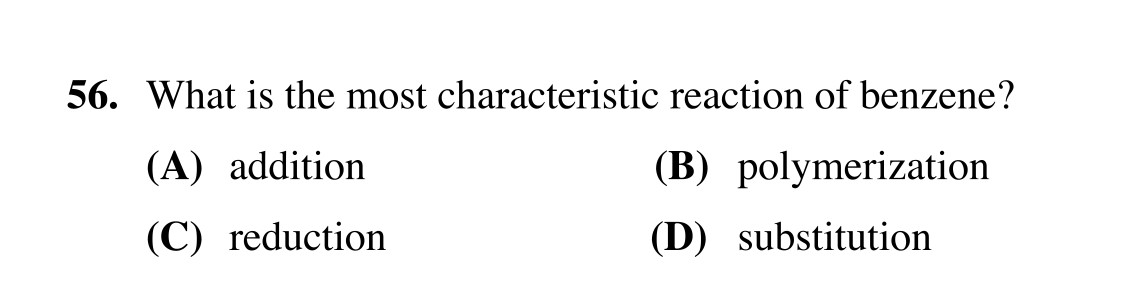 56. What is the most characteristic reaction of benzene?
(A) addition (B) polymerization
(C) reduction (D) substitution